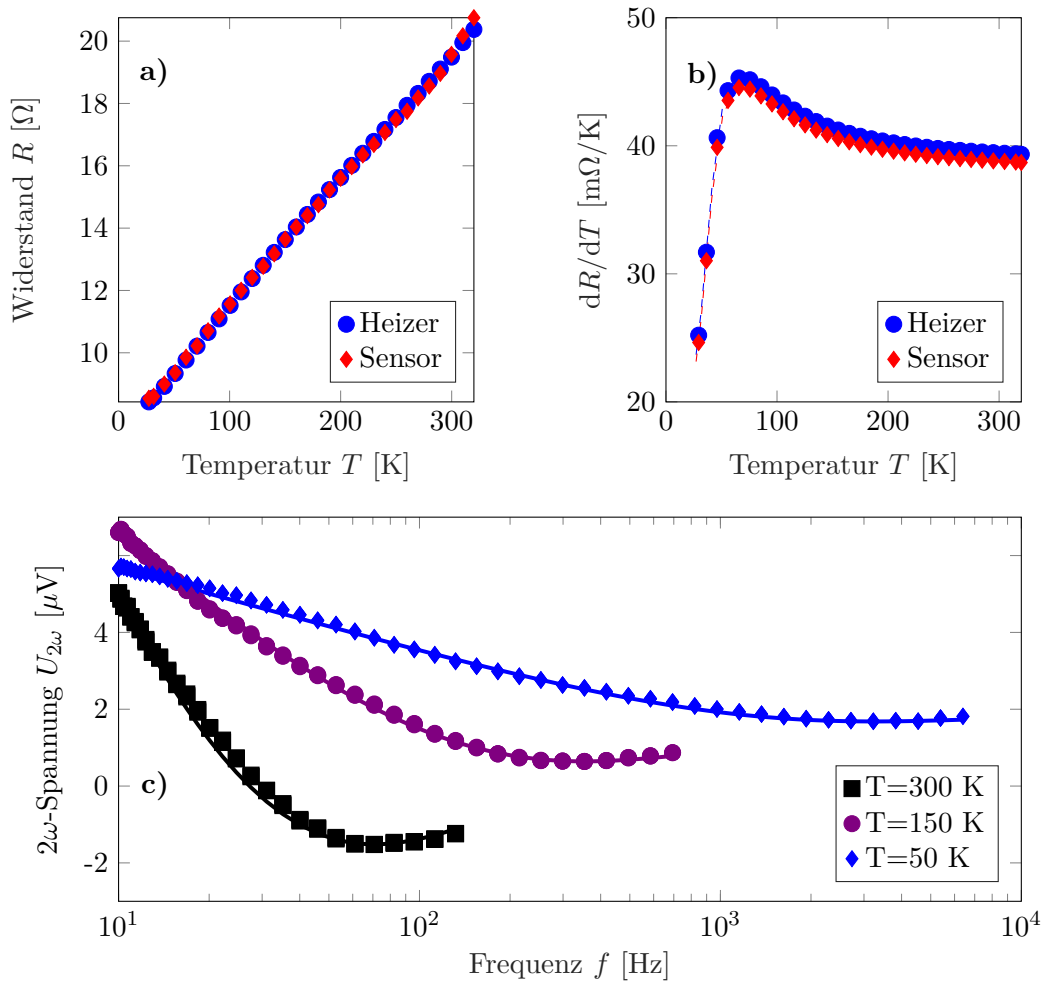 a)
20
18
16
14
12
10
0
100
200
300
Widerstand R [Ω]
Temperatur T [K]
Heizer
Sensor
b)
50
40
30
20
0
100
200
300
dR/dT [mΩ/K]
Temperatur T [K]
Heizer
Sensor
c)
4
2
0
-2
10¹
10²
10³
10⁴
2ω-Spannung U₂ω [μV]
Frequenz f [Hz]
T=300 K
T=150 K
T=50 K